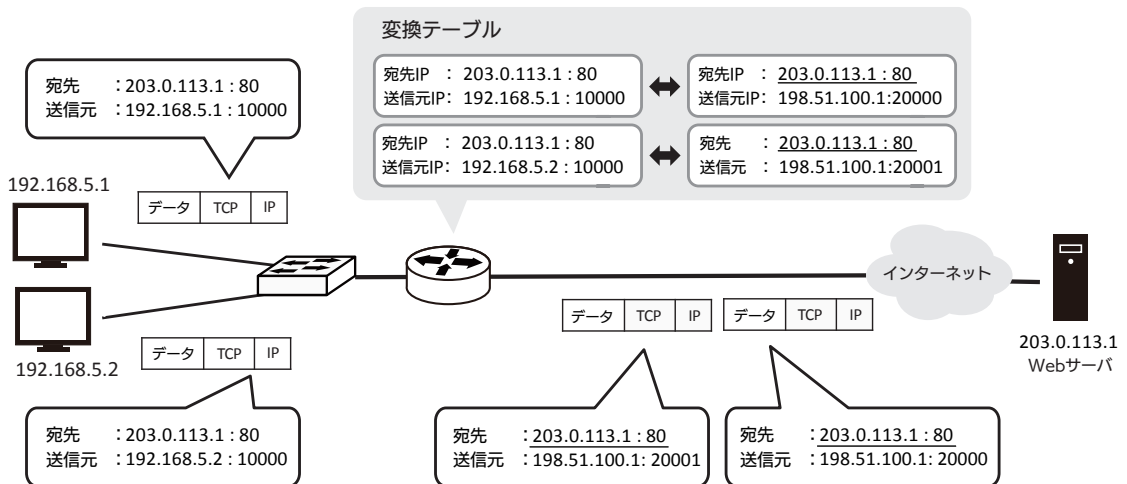 変換テーブル
宛先IP : 203.0.113.1 : 80
送信元IP: 192.168.5.1 : 10000
宛先IP : 203.0.113.1 : 80
送信元IP: 198.51.100.1:20000
宛先IP : 203.0.113.1 : 80
送信元IP: 192.168.5.2 : 10000
宛先 : 203.0.113.1 : 80
送信元 : 198.51.100.1:20001
宛先 :203.0.113.1 : 80
送信元 :192.168.5.1 : 10000
192.168.5.1
データ TCP IP
192.168.5.2
データ TCP IP
宛先 :203.0.113.1 : 80
送信元 :192.168.5.2 : 10000
インターネット
データ TCP IP
データ TCP IP
203.0.113.1
Webサーバ
宛先 :203.0.113.1 : 80
送信元 :198.51.100.1: 20001
宛先 :203.0.113.1 : 80
送信元 :198.51.100.1: 20000